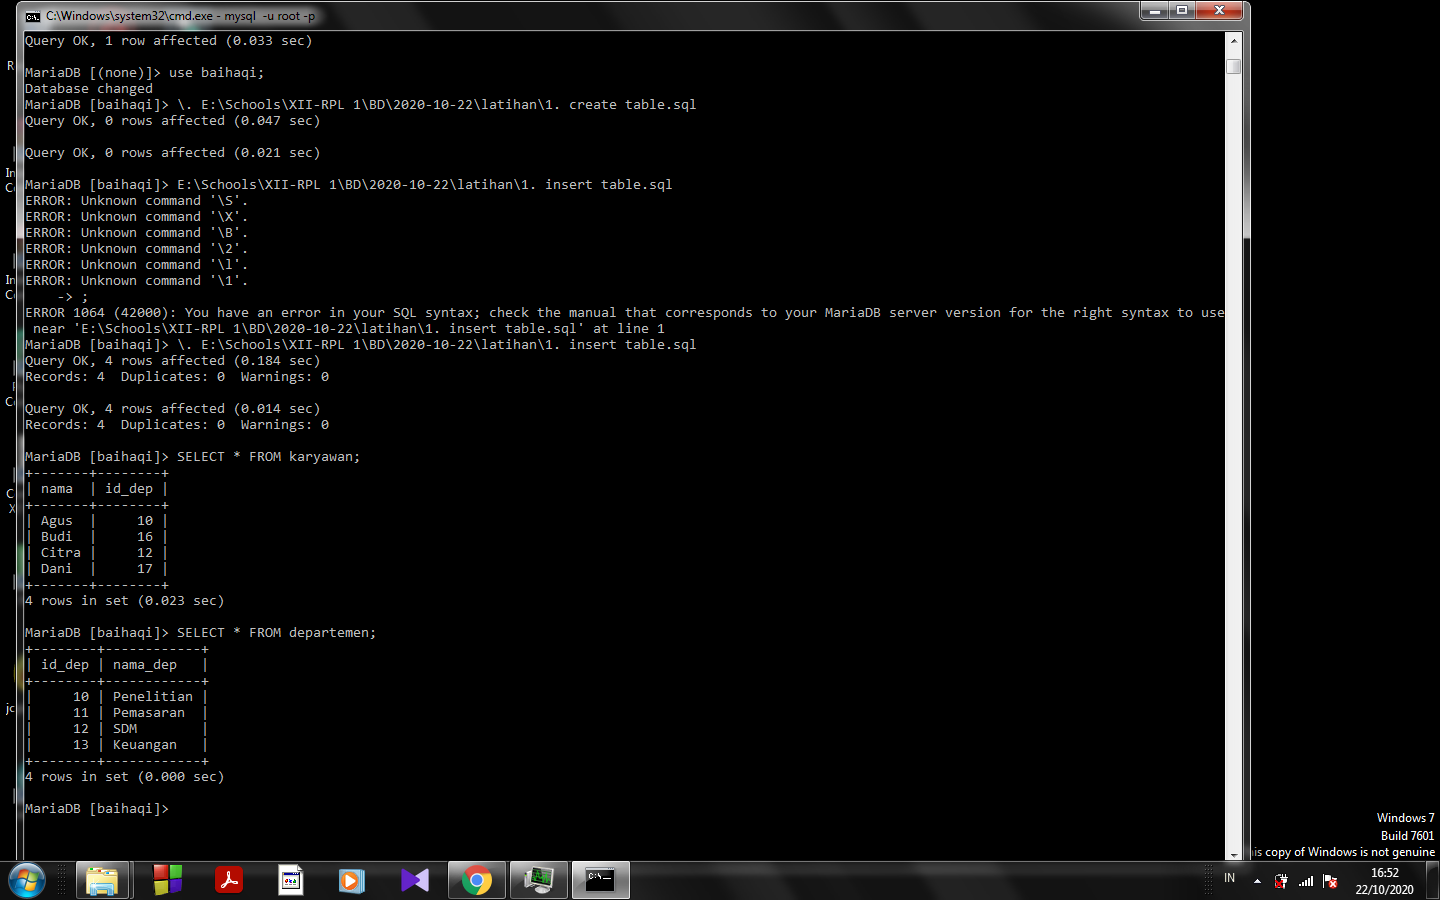 C:\Windows\system32\cmd.exe - mysql  -u root -p
Query OK, 1 row affected (0.033 sec)
MariaDB [(none)]> use baihaqi;
Database changed
MariaDB [baihaqi]> \. E:\Schools\XII-RPL 1\BD\2020-10-22\latihan\1. create table.sql
Query OK, 0 rows affected (0.047 sec)
Query OK, 0 rows affected (0.021 sec)
MariaDB [baihaqi]> E:\Schools\XII-RPL 1\BD\2020-10-22\latihan\1. insert table.sql
ERROR: Unknown command '\S'.
ERROR: Unknown command '\X'.
ERROR: Unknown command '\B'.
ERROR: Unknown command '\2'.
ERROR: Unknown command '\l'.
ERROR: Unknown command '\1'.
    -> ;
ERROR 1064 (42000): You have an error in your SQL syntax; check the manual that corresponds to your MariaDB server version for the right syntax to use
 near 'E:\Schools\XII-RPL 1\BD\2020-10-22\latihan\1. insert table.sql' at line 1
MariaDB [baihaqi]> \. E:\Schools\XII-RPL 1\BD\2020-10-22\latihan\1. insert table.sql
Query OK, 4 rows affected (0.184 sec)
Records: 4  Duplicates: 0  Warnings: 0
Query OK, 4 rows affected (0.014 sec)
Records: 4  Duplicates: 0  Warnings: 0
MariaDB [baihaqi]> SELECT * FROM karyawan;
+-------+--------+
| nama  | id_dep |
+-------+--------+
| Agus  |     10 |
| Budi  |     16 |
| Citra |     12 |
| Dani  |     17 |
+-------+--------+
4 rows in set (0.023 sec)
MariaDB [baihaqi]> SELECT * FROM departemen;
+--------+------------+
| id_dep | nama_dep   |
+--------+------------+
|     10 | Penelitian |
|     11 | Pemasaran  |
|     12 | SDM        |
|     13 | Keuangan   |
+--------+------------+
4 rows in set (0.000 sec)
MariaDB [baihaqi]>
Windows 7
Build 7601
is copy of Windows is not genuine
IN
16:52
22/10/2020